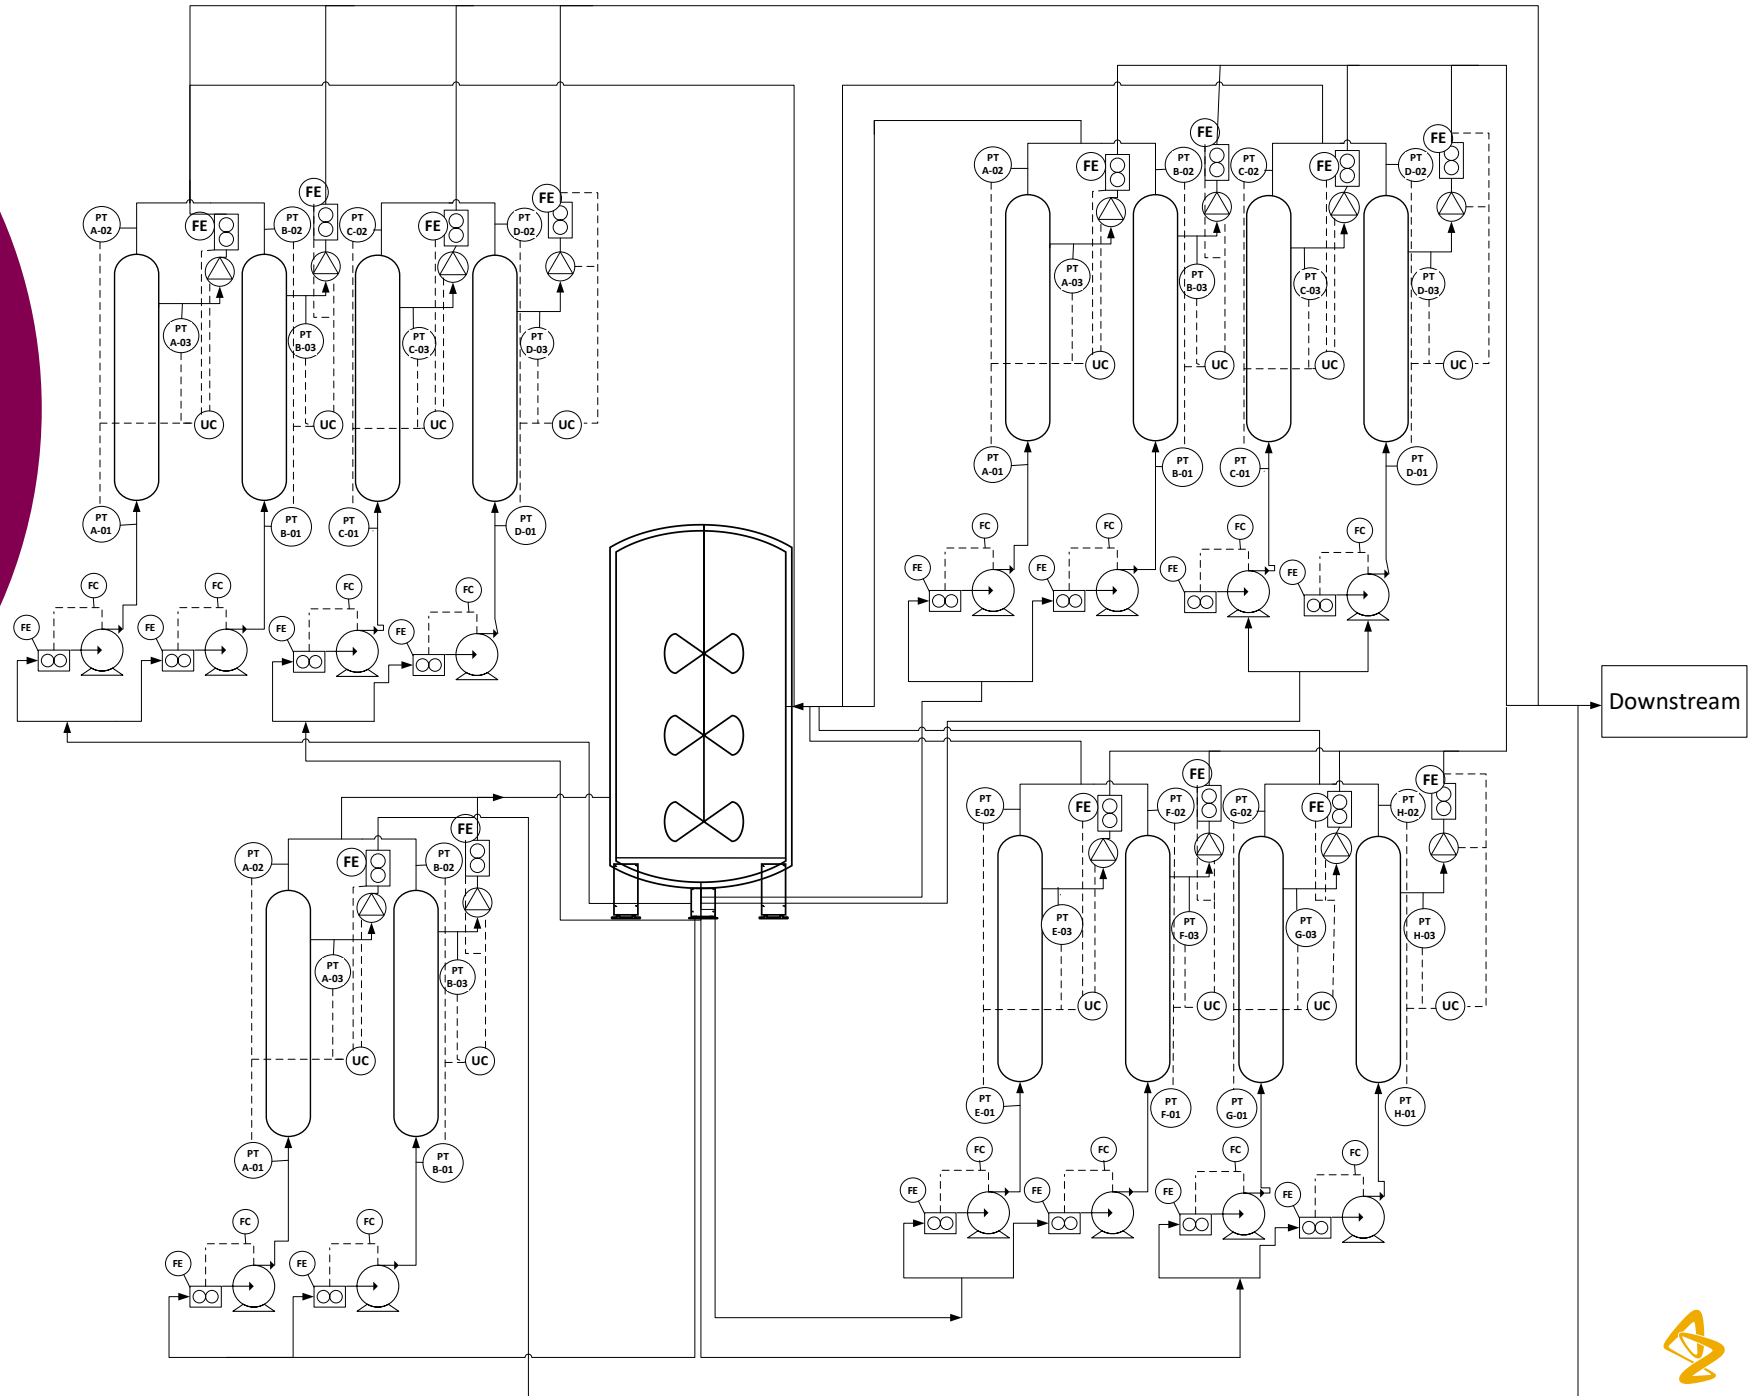 FE
PT
B-02
PT
A-02
FE
PT
C-02
FE
PT
D-02
FE
PT
A-03
PT
B-03
PT
C-03
PT
D-03
UC
UC
UC
UC
PT
A-01
PT
B-01
PT
C-01
PT
D-01
FC
FC
FC
FC
FE
FE
FE
FE
FE
PT
A-02
FE
PT
B-02
PT
C-02
FE
PT
D-02
FE
PT
A-03
PT
B-03
PT
C-03
PT
D-03
UC
UC
UC
UC
PT
A-01
PT
B-01
PT
C-01
PT
D-01
FC
FC
FC
FC
FE
FE
FE
FE
Downstream
FE
PT
A-02
FE
PT
B-02
PT
A-03
PT
B-03
UC
UC
PT
A-01
PT
B-01
FC
FC
FE
FE
FE
PT
E-02
FE
PT
F-02
PT
G-02
FE
PT
H-02
FE
PT
E-03
PT
F-03
PT
G-03
PT
H-03
UC
UC
UC
UC
PT
E-01
PT
F-01
PT
G-01
PT
H-01
FC
FC
FC
FC
FE
FE
FE
FE